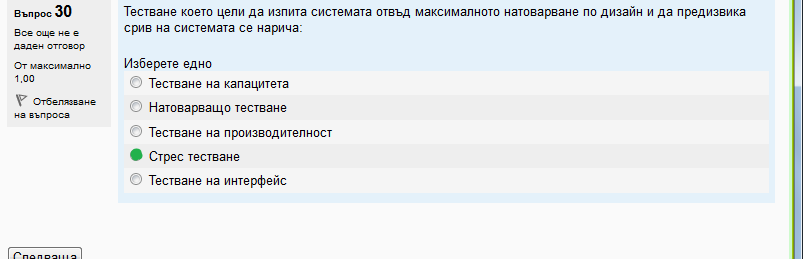 Въпрос 30
Все още не е
даден отговор
От максимално
1,00
Отбелязване
на въпроса
Тестване което цели да изпита системата отвъд максималното натоварване по дизайн и да предизвика
срив на системата се нарича:
Изберете едно
Тестване на капацитета
Натоварващо тестване
Тестване на производителност
Стрес тестване
Тестване на интерфейс
Следваща